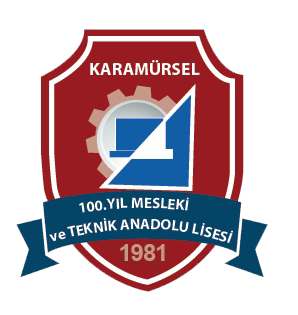 KARAMÜRSEL
100.YIL MESLEKİ
ve TEKNİK ANADOLU LİSESİ
1981